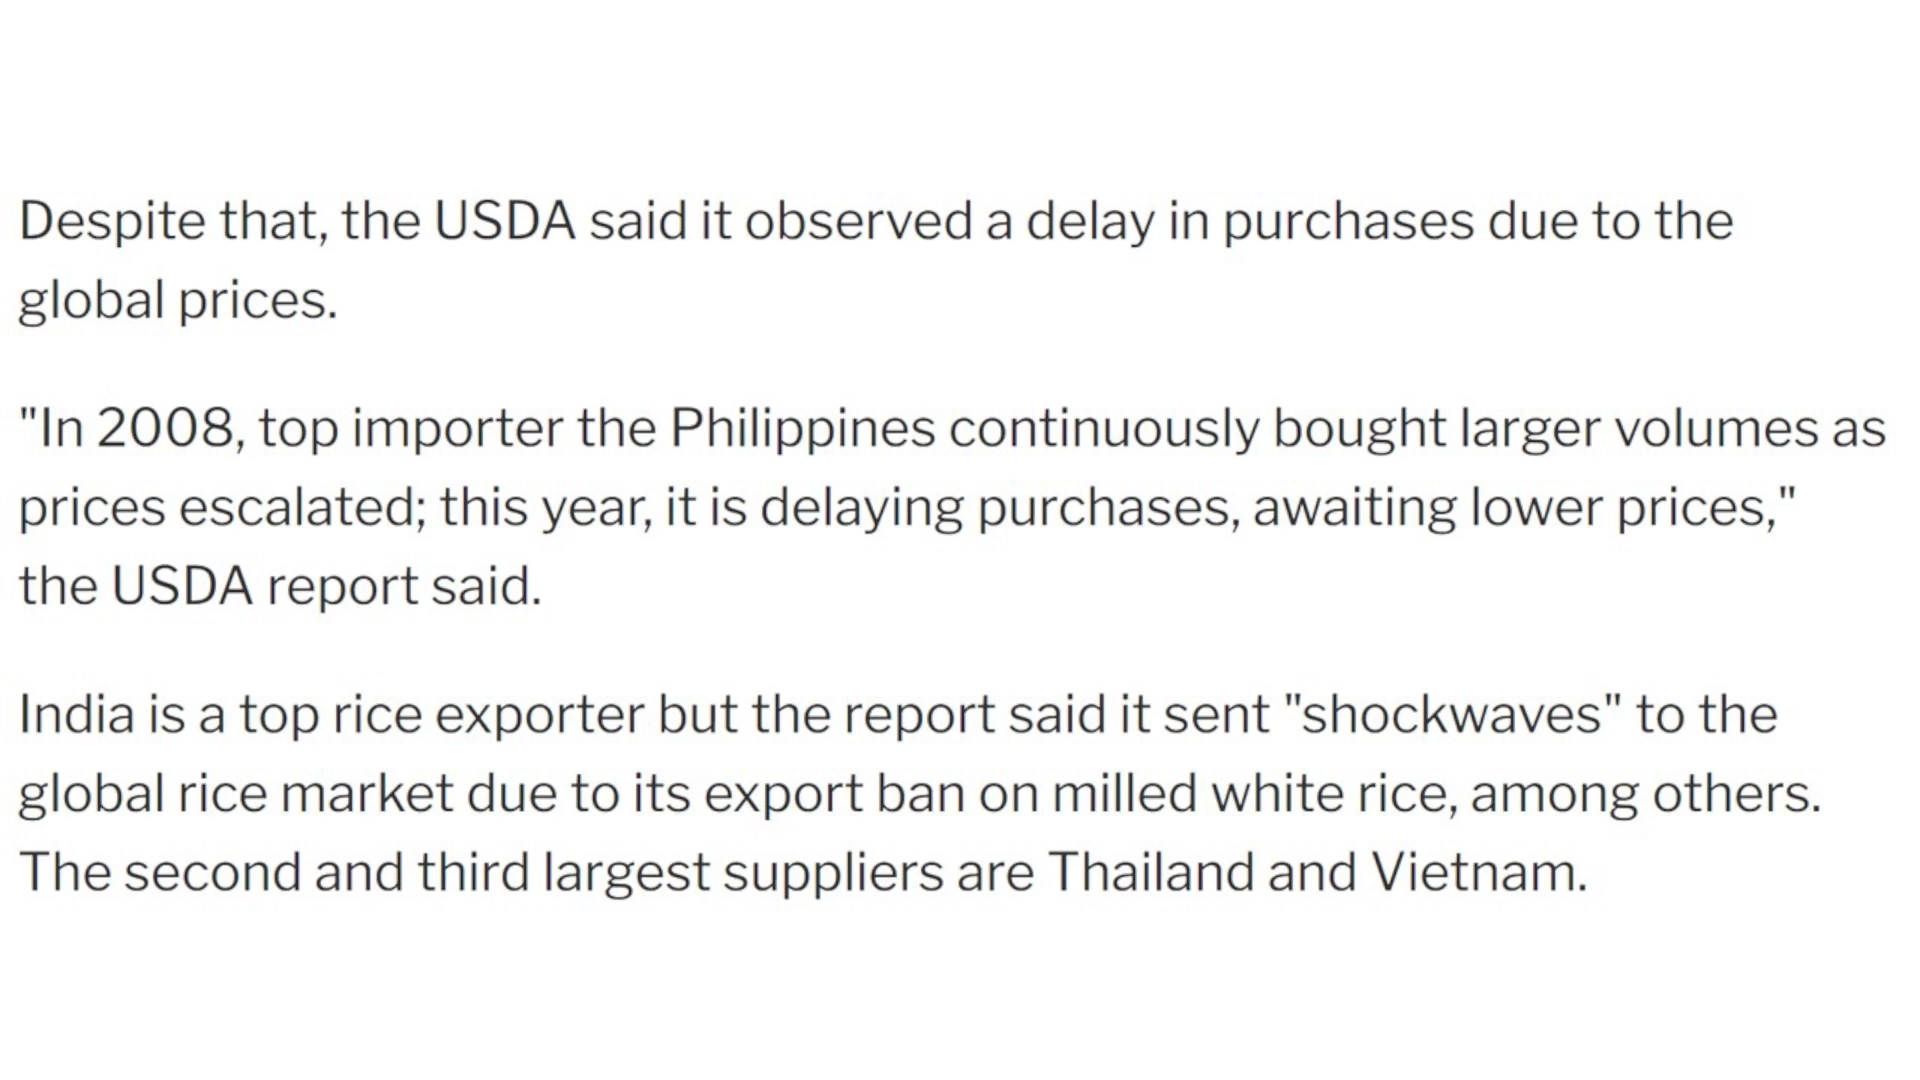 Despite that, the USDA said it observed a delay in purchases due to the
global prices.
"In 2008, top importer the Philippines continuously bought larger volumes as
prices escalated; this year, it is delaying purchases, awaiting lower prices,"
the USDA report said.
India is a top rice exporter but the report said it sent "shockwaves" to the
global rice market due to its export ban on milled white rice, among others.
The second and third largest suppliers are Thailand and Vietnam.